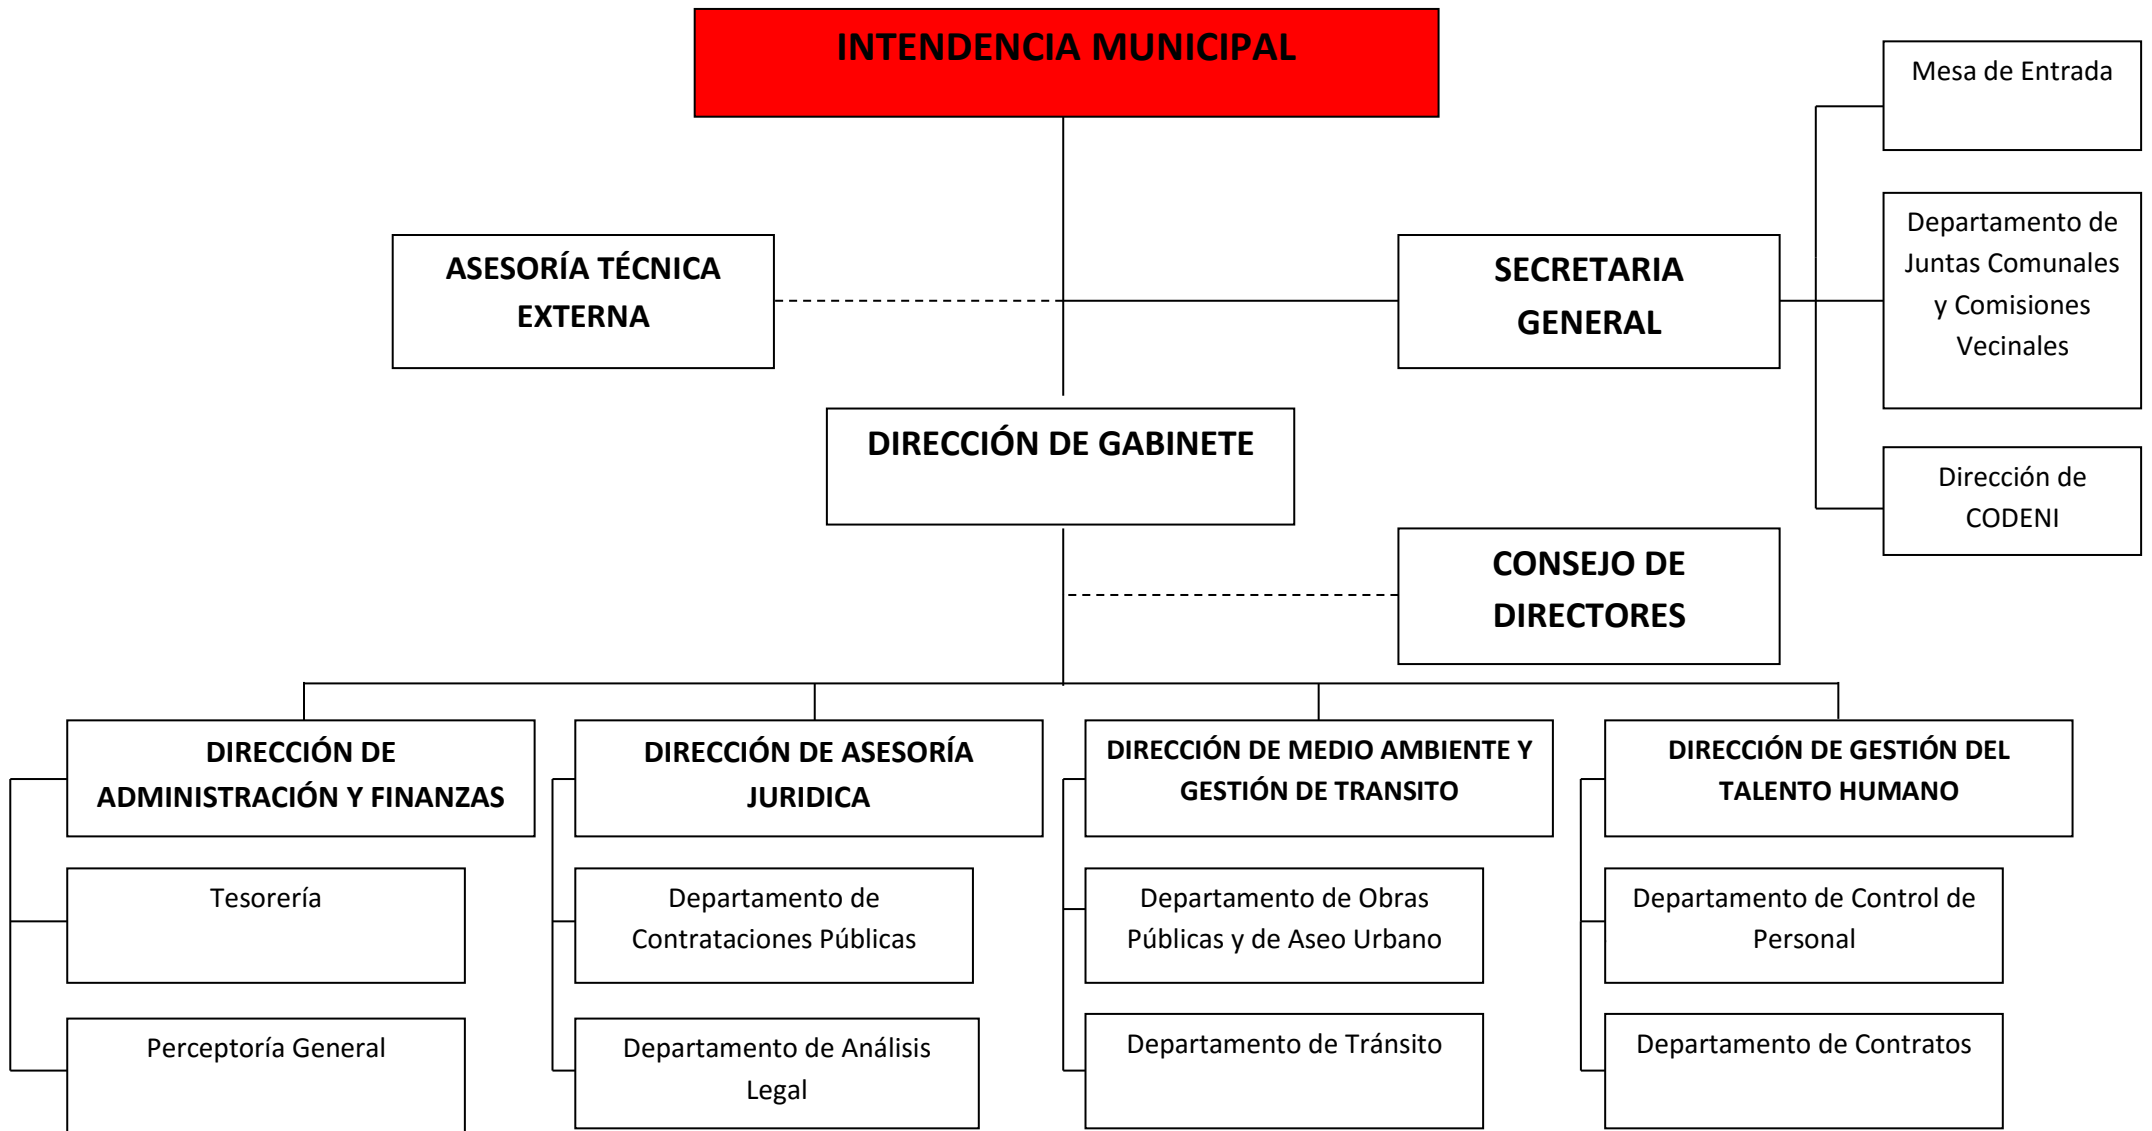 INTENDENCIA MUNICIPAL
Mesa de Entrada
ASESORÍA TÉCNICA
EXTERNA
SECRETARIA
GENERAL
Departamento de
Juntas Comunales
y Comisiones
Vecinales
DIRECCIÓN DE GABINETE
Dirección de
CODENI
CONSEJO DE
DIRECTORES
DIRECCIÓN DE
ADMINISTRACIÓN Y FINANZAS
DIRECCIÓN DE ASESORÍA
JURIDICA
DIRECCIÓN DE MEDIO AMBIENTE Y
GESTIÓN DE TRANSITO
DIRECCIÓN DE GESTIÓN DEL
TALENTO HUMANO
Tesorería
Departamento de
Contrataciones Públicas
Departamento de Obras
Públicas y de Aseo Urbano
Departamento de Control de
Personal
Perceptoría General
Departamento de Análisis
Legal
Departamento de Tránsito
Departamento de Contratos